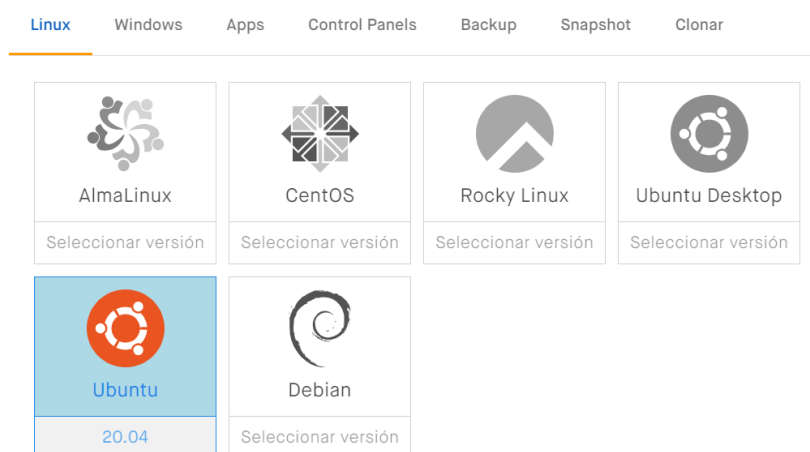 Linux Windows Apps Control Panels Backup Snapshot Clonar
AlmaLinux CentOS Rocky Linux Ubuntu Desktop
Seleccionar versión Seleccionar versión Seleccionar versión Seleccionar versión
Ubuntu Debian
20.04 Seleccionar versión